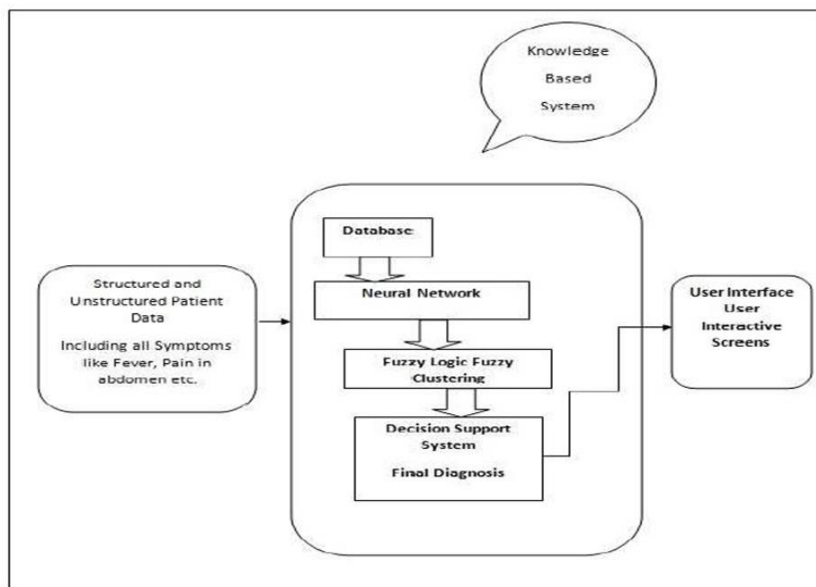 Knowledge
Based
System
Database
Neural Network
Structured and
Unstructured Patient
Data
Including all Symptoms
like Fever, Pain in
abdomen etc.
Fuzzy Logic Fuzzy
Clustering
Decision Support
System
Final Diagnosis
User Interface
User
Interactive
Screens